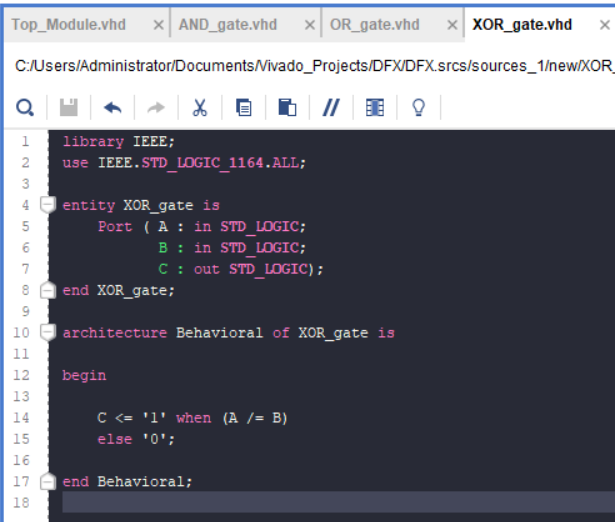 Top_Module.vhd × AND_gate.vhd × OR_gate.vhd × XOR_gate.vhd ×
C:/Users/Administrator/Documents/Vivado_Projects/DFX/DFX.srcs/sources_1/new/XOR_
1 library IEEE;
2 use IEEE.STD_LOGIC_1164.ALL;
3
4 entity XOR_gate is
5 Port ( A : in STD_LOGIC;
6 B : in STD_LOGIC;
7 C : out STD_LOGIC);
8 end XOR_gate;
9
10 architecture Behavioral of XOR_gate is
11
12 begin
13
14 C <= '1' when (A /= B)
15 else '0';
16
17 end Behavioral;
18